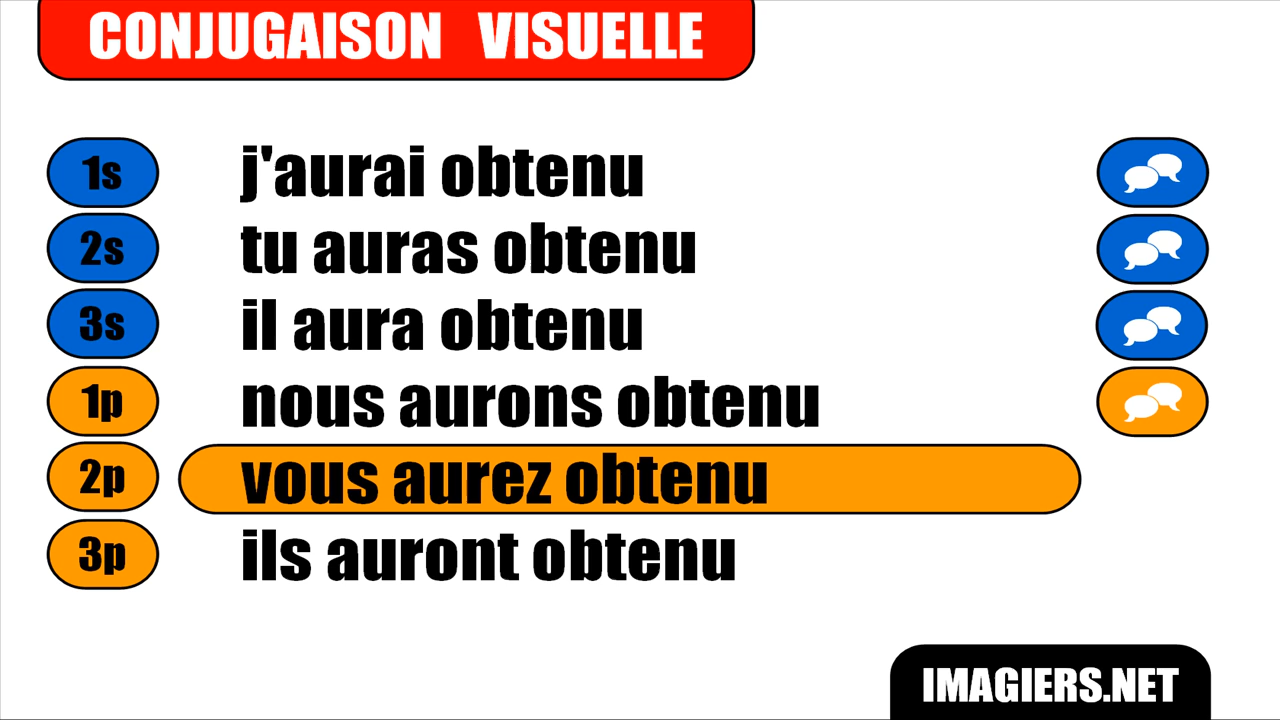 CONJUGAISON VISUELLE
1s j'aurai obtenu
2s tu auras obtenu
3s il aura obtenu
1p nous aurons obtenu
2p vous aurez obtenu
3p ils auront obtenu
IMAGIERS.NET